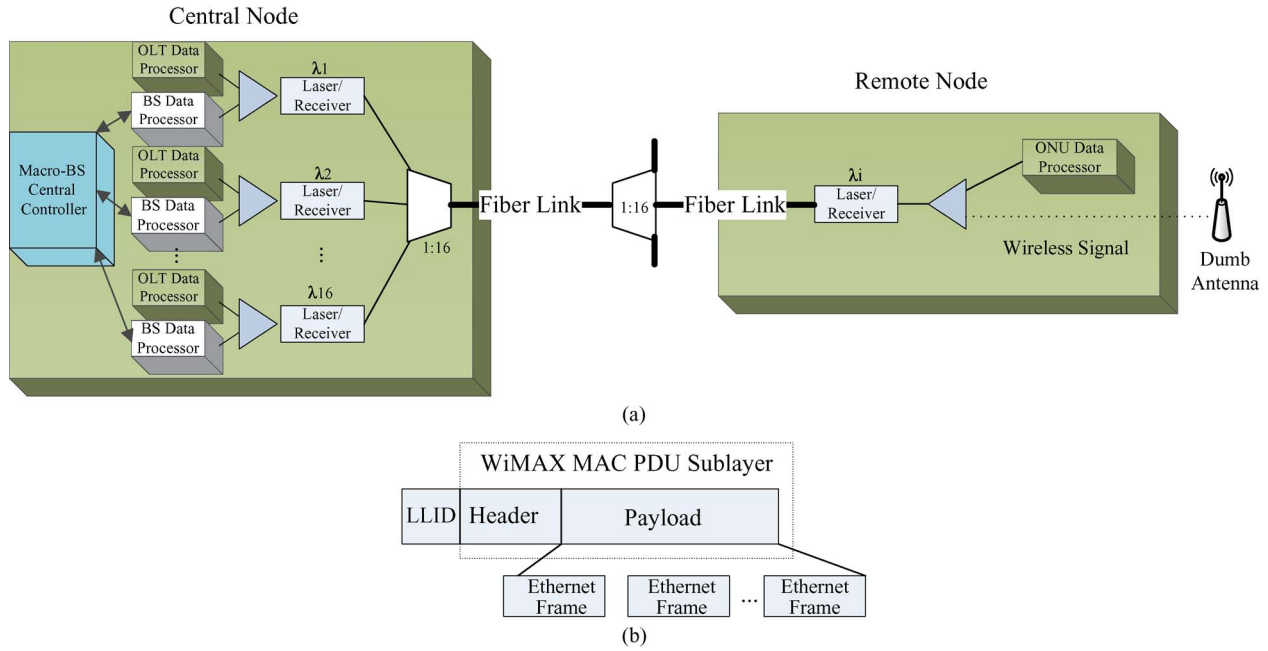 Central Node
OLT Data
Processor
BS Data
Processor
λ1
Laser/
Receiver
Macro-BS
Central
Controller
OLT Data
Processor
BS Data
Processor
λ2
Laser/
Receiver
...
...
OLT Data
Processor
BS Data
Processor
λ16
Laser/
Receiver
1:16
Fiber Link
1:16
Fiber Link
Remote Node
λi
Laser/
Receiver
ONU Data
Processor
Wireless Signal
Dumb
Antenna
(a)
WiMAX MAC PDU Sublayer
LLID
Header
Payload
Ethernet
Frame
Ethernet
Frame
...
Ethernet
Frame
(b)